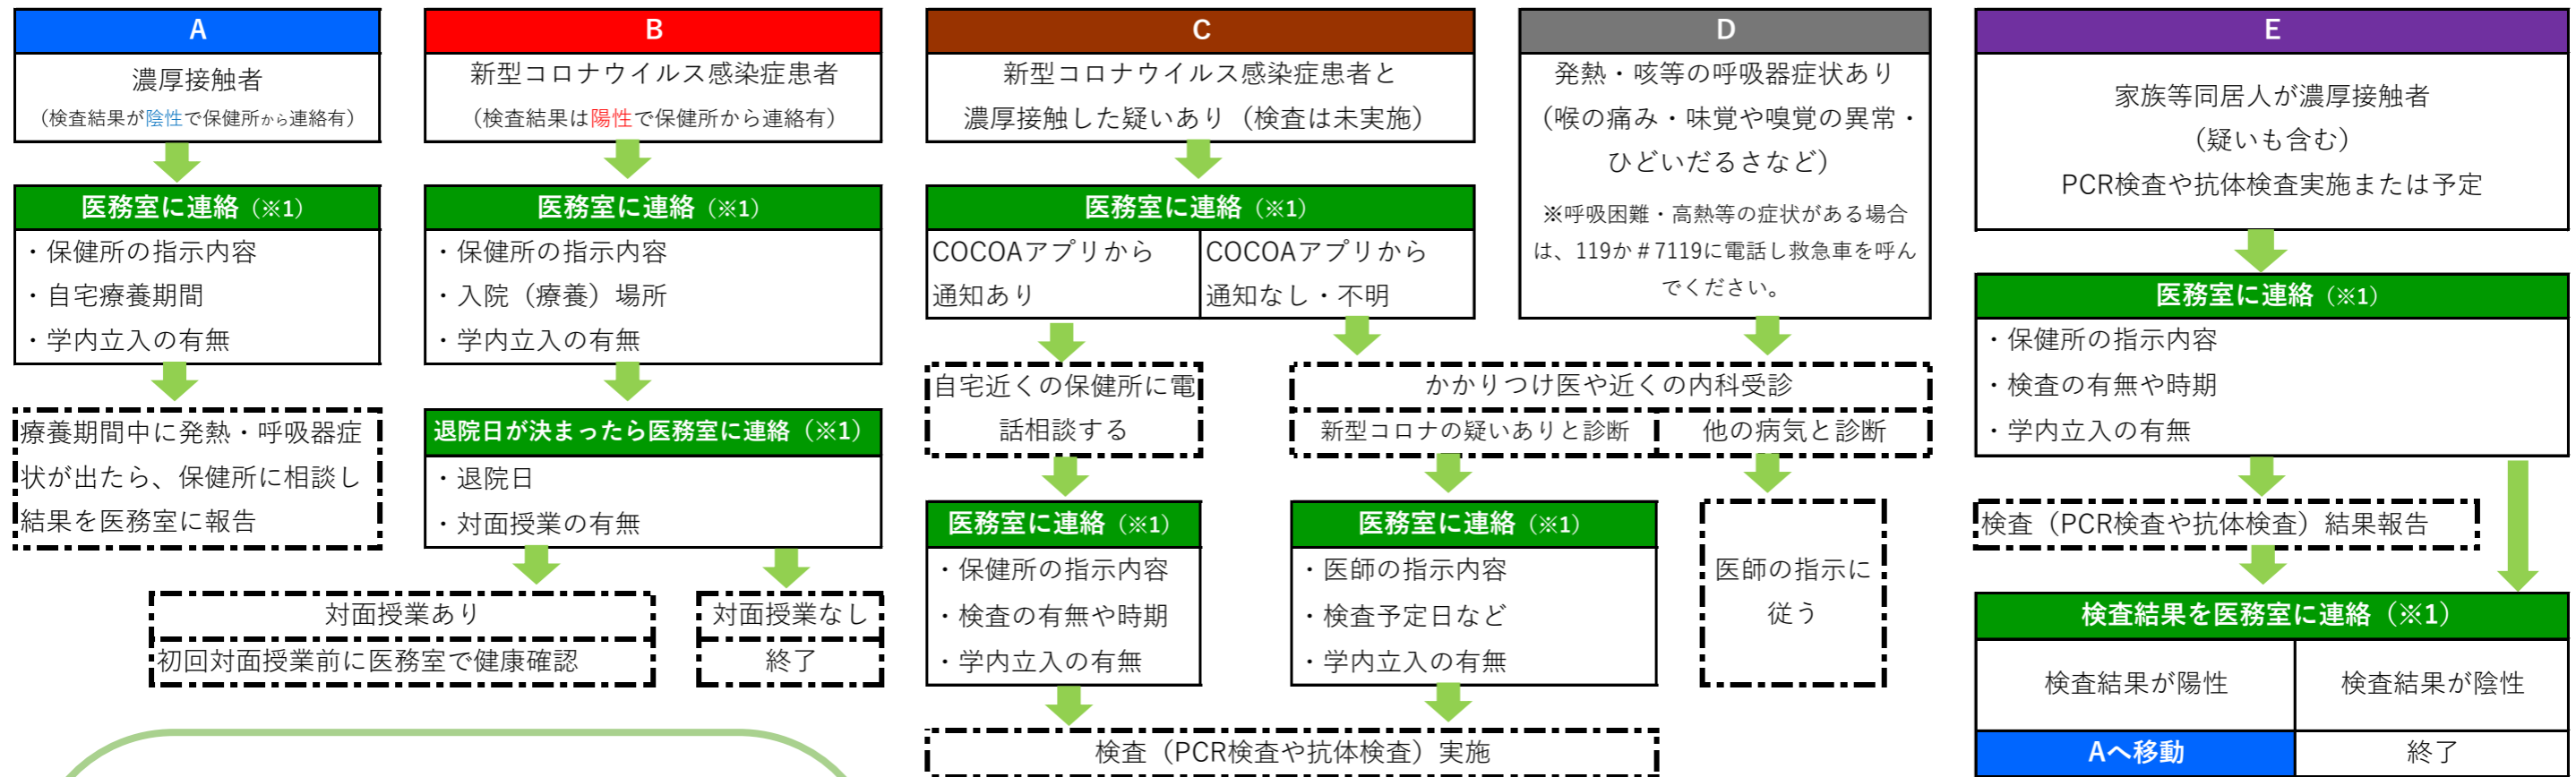 A
濃厚接触者
（検査結果が陰性で保健所から連絡有）
医務室に連絡（※1）
・保健所の指示内容
・自宅療養期間
・学内立入の有無
療養期間中に発熱・呼吸器症
状が出たら、保健所に相談し
結果を医務室に報告
B
新型コロナウイルス感染症患者
（検査結果は陽性で保健所から連絡有）
医務室に連絡（※1）
・保健所の指示内容
・入院（療養）場所
・学内立入の有無
退院日が決まったら医務室に連絡（※1）
・退院日
・対面授業の有無
対面授業あり
初回対面授業前に医務室で健康確認
対面授業なし
終了
C
新型コロナウイルス感染症患者と
濃厚接触した疑いあり（検査は未実施）
医務室に連絡（※1）
COCOAアプリから
通知あり
COCOAアプリから
通知なし・不明
自宅近くの保健所に電
話相談する
医務室に連絡（※1）
・保健所の指示内容
・検査の有無や時期
・学内立入の有無
D
発熱・咳等の呼吸器症状あり
（喉の痛み・味覚や嗅覚の異常・
ひどいだるさなど）
※呼吸困難・高熱等の症状がある場合
は、119か＃7119に電話し救急車を呼ん
でください。
かかりつけ医や近くの内科受診
新型コロナの疑いありと診断
他の病気と診断
医務室に連絡（※1）
・医師の指示内容
・検査予定日など
・学内立入の有無
医師の指示に
従う
検査（PCR検査や抗体検査）実施
E
家族等同居人が濃厚接触者
（疑いも含む）
PCR検査や抗体検査実施または予定
医務室に連絡（※1）
・保健所の指示内容
・検査の有無や時期
・学内立入の有無
検査（PCR検査や抗体検査）結果報告
検査結果を医務室に連絡（※1）
検査結果が陽性
検査結果が陰性
Aへ移動
終了